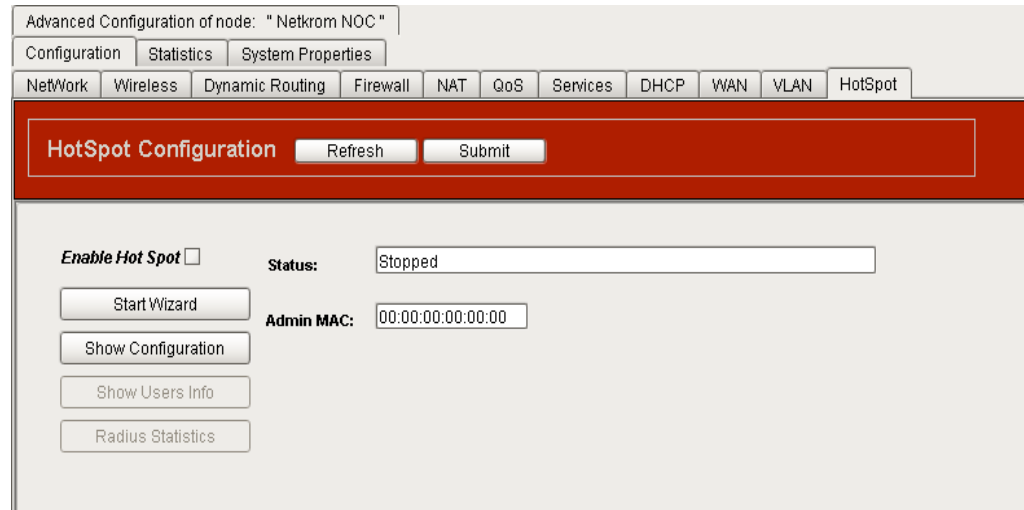 Advanced Configuration of node: " Netkrom NOC "
Configuration Statistics System Properties
NetWork Wireless Dynamic Routing Firewall NAT QoS Services DHCP WAN VLAN HotSpot
HotSpot Configuration Refresh Submit
Enable Hot Spot Status: Stopped
Start Wizard
Admin MAC: 00:00:00:00:00:00
Show Configuration
Show Users Info
Radius Statistics